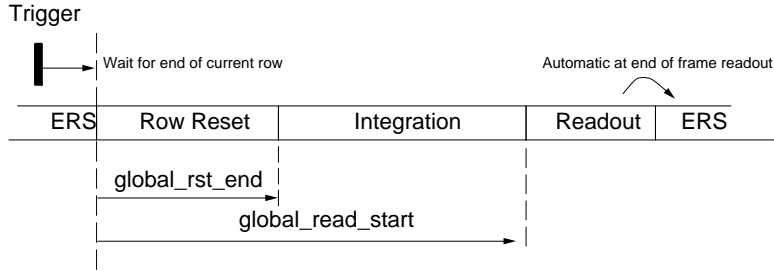 Trigger
Wait for end of current row
Automatic at end of frame readout
ERS Row Reset Integration Readout ERS
global_rst_end
global_read_start